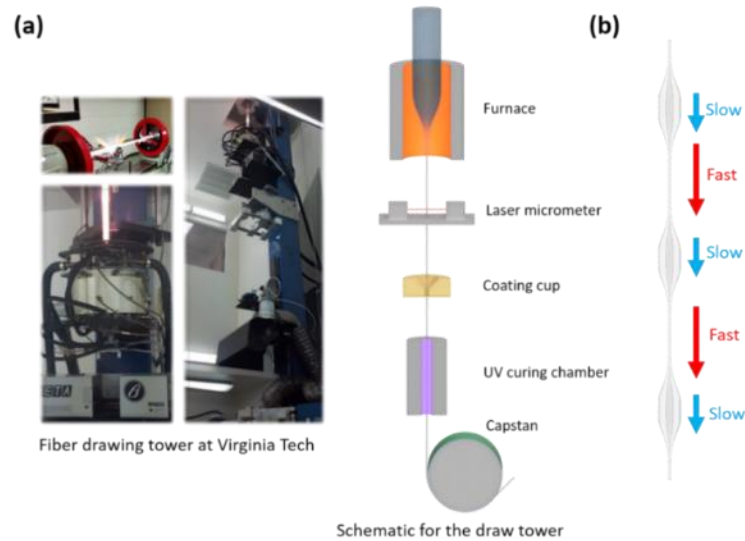 (a)
(b)
Furnace
Laser micrometer
Coating cup
UV curing chamber
Capstan
ETA
Fiber drawing tower at Virginia Tech
Schematic for the draw tower
Slow
Fast
Slow
Fast
Slow